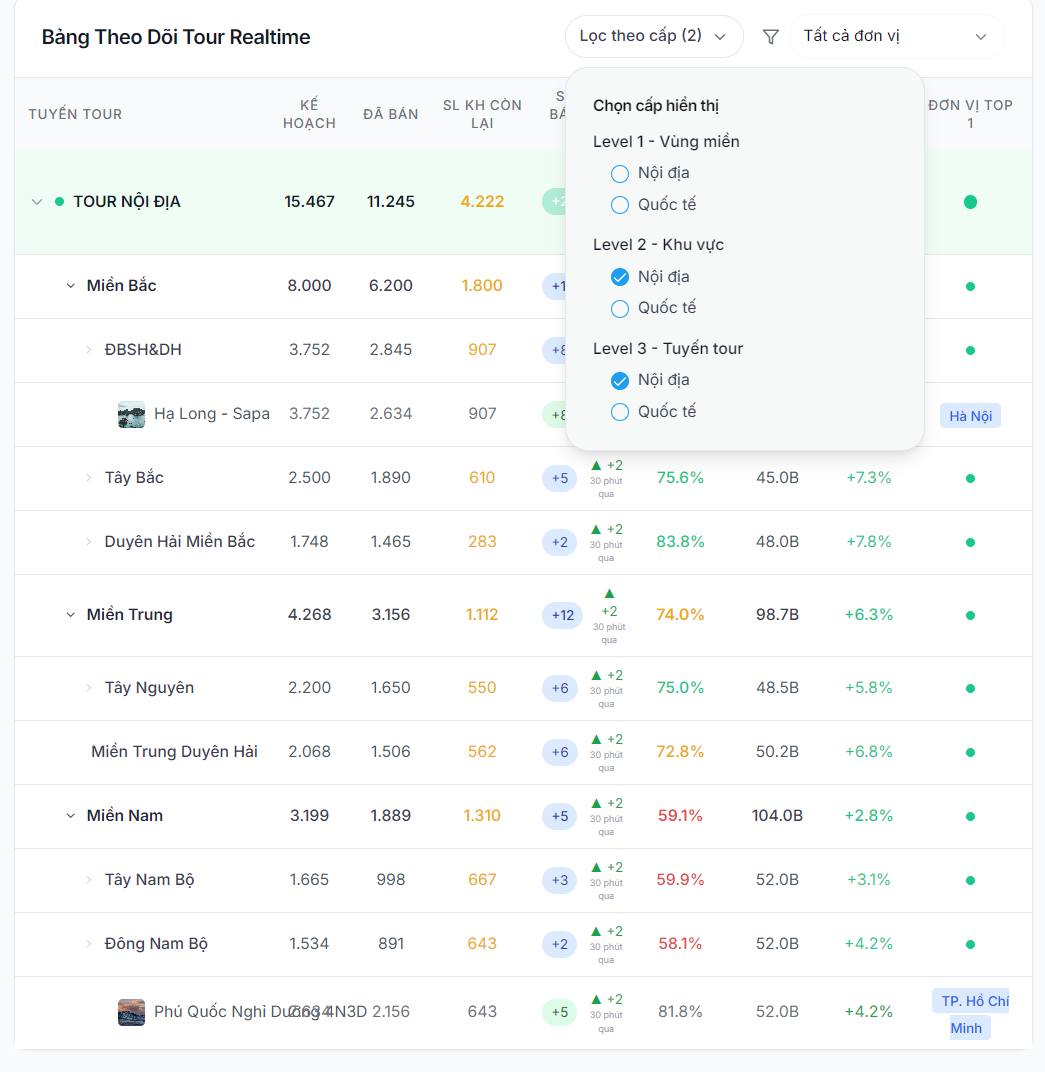 Bảng Theo Dõi Tour Realtime
Lọc theo cấp (2)
Tất cả đơn vị
TUYẾN TOUR
KẾ HOẠCH
ĐÃ BÁN
SL KH CÒN LẠI
ĐƠN VỊ TOP 1
Chọn cấp hiển thị
Level 1 - Vùng miền
Nội địa
Quốc tế
Level 2 - Khu vực
Nội địa
Quốc tế
Level 3 - Tuyến tour
Nội địa
Quốc tế
TOUR NỘI ĐỊA 15.467 11.245 4.222
Miền Bắc 8.000 6.200 1.800
ĐBSH&DH 3.752 2.845 907
Hạ Long - Sapa 3.752 2.634 907 Hà Nội
Tây Bắc 2.500 1.890 610 +5 ▲ +2 30 phút qua 75.6% 45.0B +7.3%
Duyên Hải Miền Bắc 1.748 1.465 283 +2 ▲ +2 30 phút qua 83.8% 48.0B +7.8%
Miền Trung 4.268 3.156 1.112 +12 ▲ +2 30 phút qua 74.0% 98.7B +6.3%
Tây Nguyên 2.200 1.650 550 +6 ▲ +2 30 phút qua 75.0% 48.5B +5.8%
Miền Trung Duyên Hải 2.068 1.506 562 +6 ▲ +2 30 phút qua 72.8% 50.2B +6.8%
Miền Nam 3.199 1.889 1.310 +5 ▲ +2 30 phút qua 59.1% 104.0B +2.8%
Tây Nam Bộ 1.665 998 667 +3 ▲ +2 30 phút qua 59.9% 52.0B +3.1%
Đông Nam Bộ 1.534 891 643 +2 ▲ +2 30 phút qua 58.1% 52.0B +4.2%
Phú Quốc Nghỉ Dưỡng 4N3D 2.156 643 +5 ▲ +2 30 phút qua 81.8% 52.0B +4.2% TP. Hồ Chí Minh